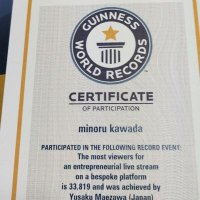 GUINNESS
WORLD RECORDS
CERTIFICATE
OF PARTICIPATION
minoru kawada
PARTICIPATED IN THE FOLLOWING RECORD EVENT:
The most viewers for
an entrepreneurial live stream
on a bespoke platform
is 33,819 and was achieved by
Yusaku Maezawa (Japan)